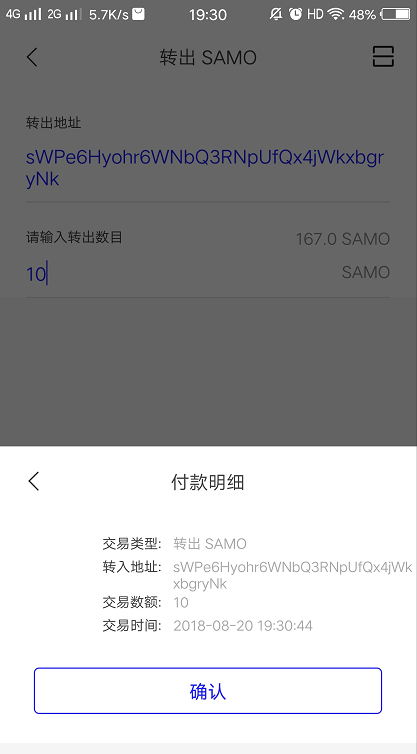 4G 2G 5.7K/s 19:30 HD 48%
转出 SAMO
转出地址
sWPe6Hyohr6WNbQ3RNpUfQx4jWkxbgr
yNk
请输入转出数目 167.0 SAMO
10 SAMO
付款明细
交易类型: 转出 SAMO
转入地址: sWPe6Hyohr6WNbQ3RNpUfQx4jWk
xbgryNk
交易数额: 10
交易时间: 2018-08-20 19:30:44
确认